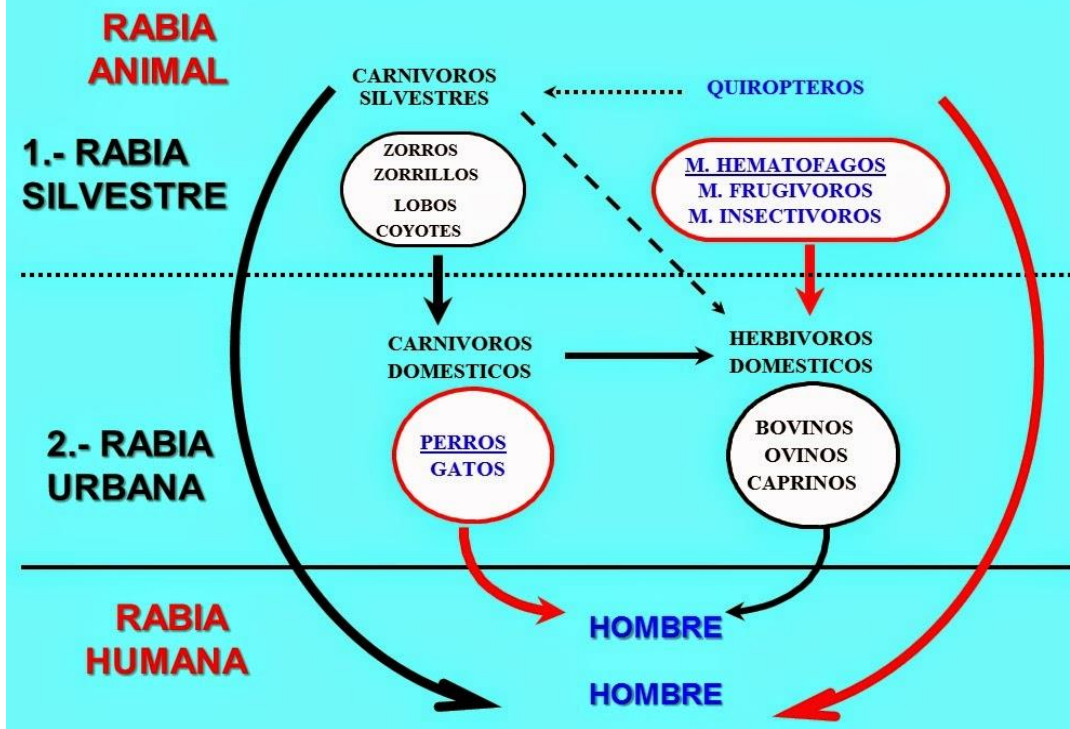 RABIA
ANIMAL
CARNIVOROS
SILVESTRES
QUIROPTEROS
1.- RABIA
SILVESTRE
ZORROS
ZORRILLOS
LOBOS
COYOTES
M. HEMATOFAGOS
M. FRUGIVOROS
M. INSECTIVOROS
CARNIVOROS
DOMESTICOS
HERBIVOROS
DOMESTICOS
2.- RABIA
URBANA
PERROS
GATOS
BOVINOS
OVINOS
CAPRINOS
RABIA
HUMANA
HOMBRE
HOMBRE